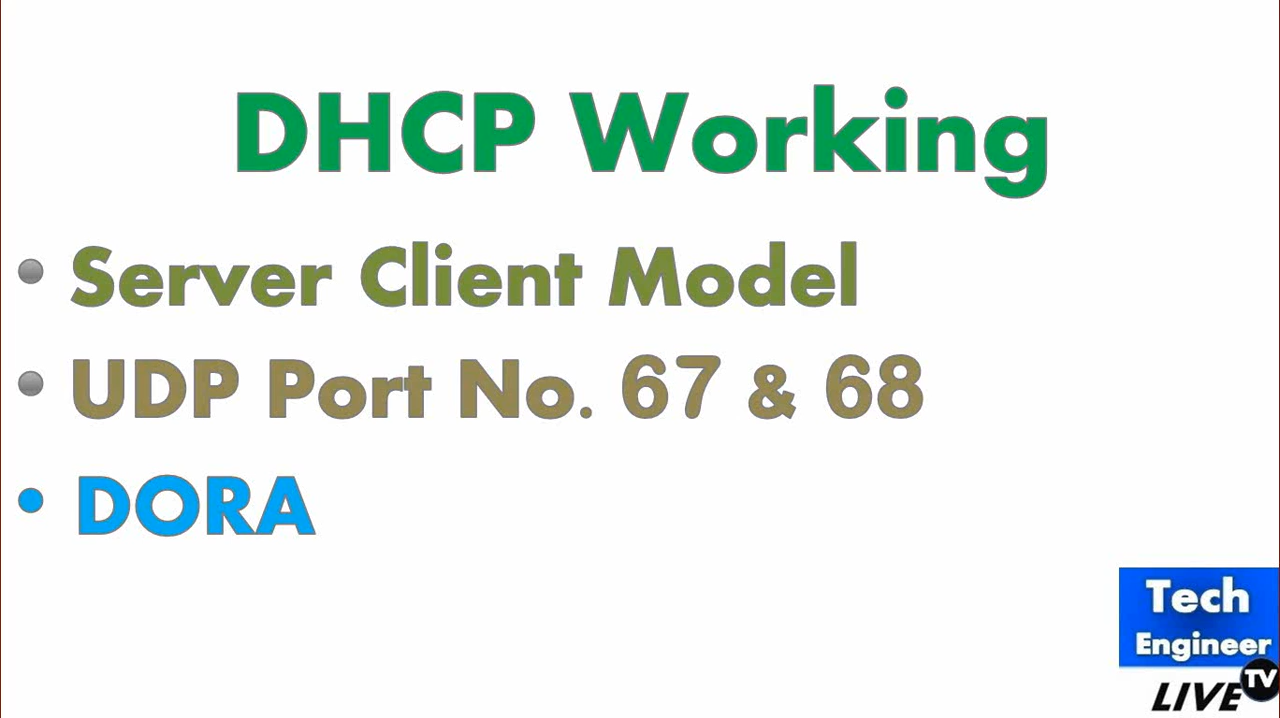 DHCP Working
• Server Client Model
• UDP Port No. 67 & 68
• DORA
Tech
Engineer
LIVE TV